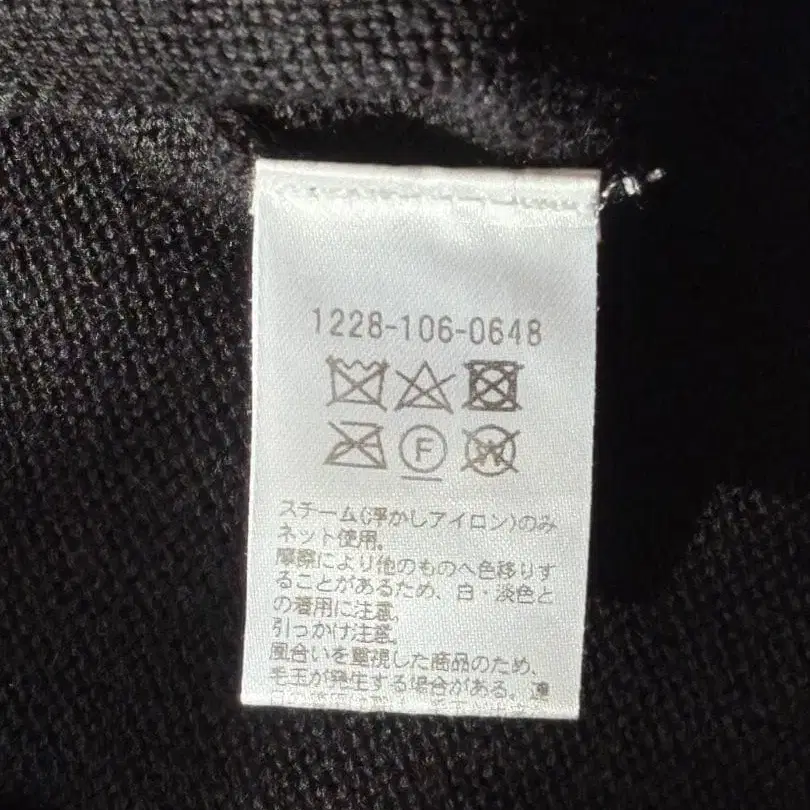 1228-106-0648
F
W
スチーム(浮かしアイロン)のみ
ネット使用。
摩擦により他のものへ色移りす
ることがあるため、白・淡色と
の着用に注意。
引っかけ注意。
風合いを重視した商品のため、
毛玉が発生する場合がある。連